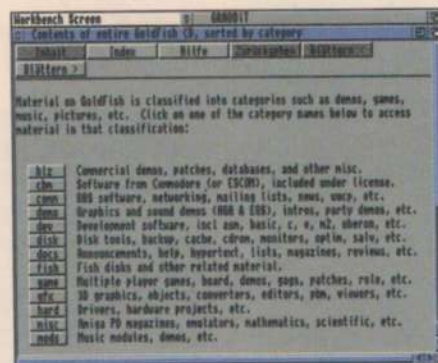 Workbench Screen
Contents of entire GoldFish CD, sorted by category
Inhalt Index Hilfe Zurückgehen Blättern <
Blättern >
Material on GoldFish is classified into categories such as demos, games,
music, pictures, etc. Click on one of the category names below to access
material in that classification:
biz Commercial demos, patches, databases, and other misc.
cbm Software from Commodore (or ESCOM), included under license.
comm BBS software, networking, mailing lists, news, uucp, etc.
demo Graphics and sound demos (AGA & ECS), intros, party demos, etc.
dev Development software, incl asm, basic, c, e, m2, oberon, etc.
disk Disk tools, backup, cache, cdrom, monitors, optim, salv, etc.
docs Announcements, help, hypertext, lists, magazines, reviews, etc.
fish Fish disks and other related material.
game Multiple player games, board, demos, gags, patches, role, etc.
gfx 3D graphics, objects, converters, editors, pbm, viewers, etc.
hard Drivers, hardware projects, etc.
misc Amiga PD magazines, emulators, mathematics, scientific, etc.
mods Music modules, demos, etc.